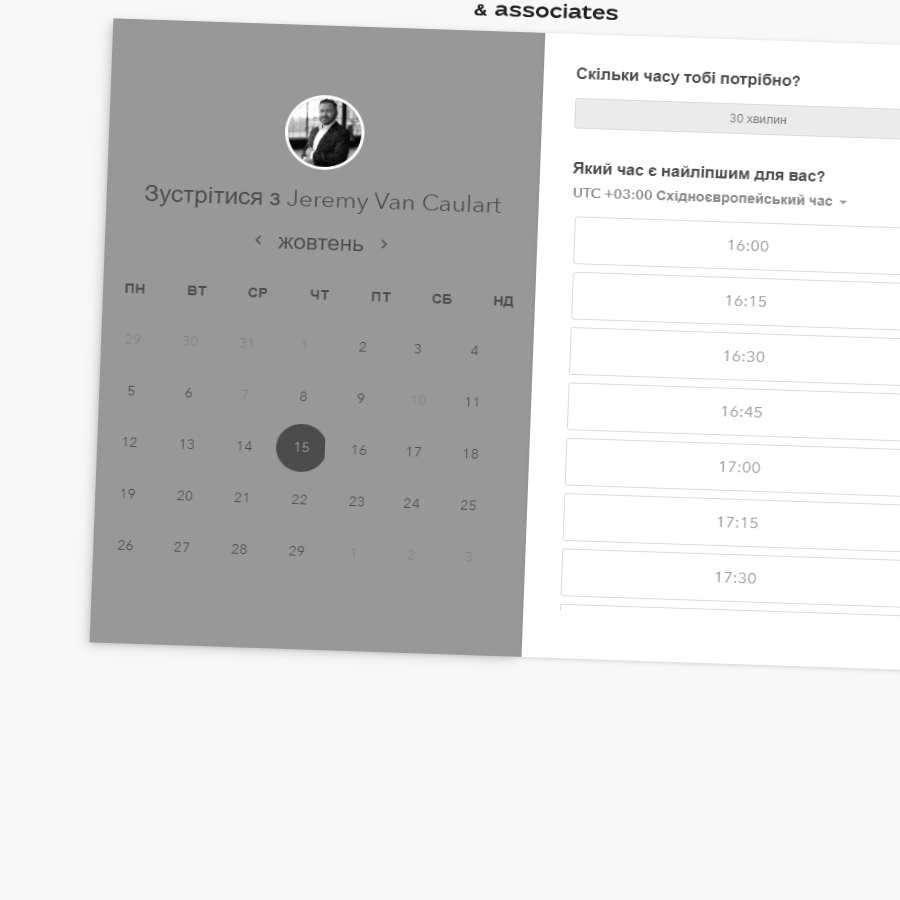 & associates
Зустрітися з Jeremy Van Caulart
жовтень
ПН ВТ СР ЧТ ПТ СБ НД
29 30 31 1 2 3 4
5 6 7 8 9 10 11
12 13 14 15 16 17 18
19 20 21 22 23 24 25
26 27 28 29 1 2 3
Скільки часу тобі потрібно?
30 хвилин
Який час є найліпшим для вас?
UTC +03:00 Східноєвропейський час
16:00
16:15
16:30
16:45
17:00
17:15
17:30